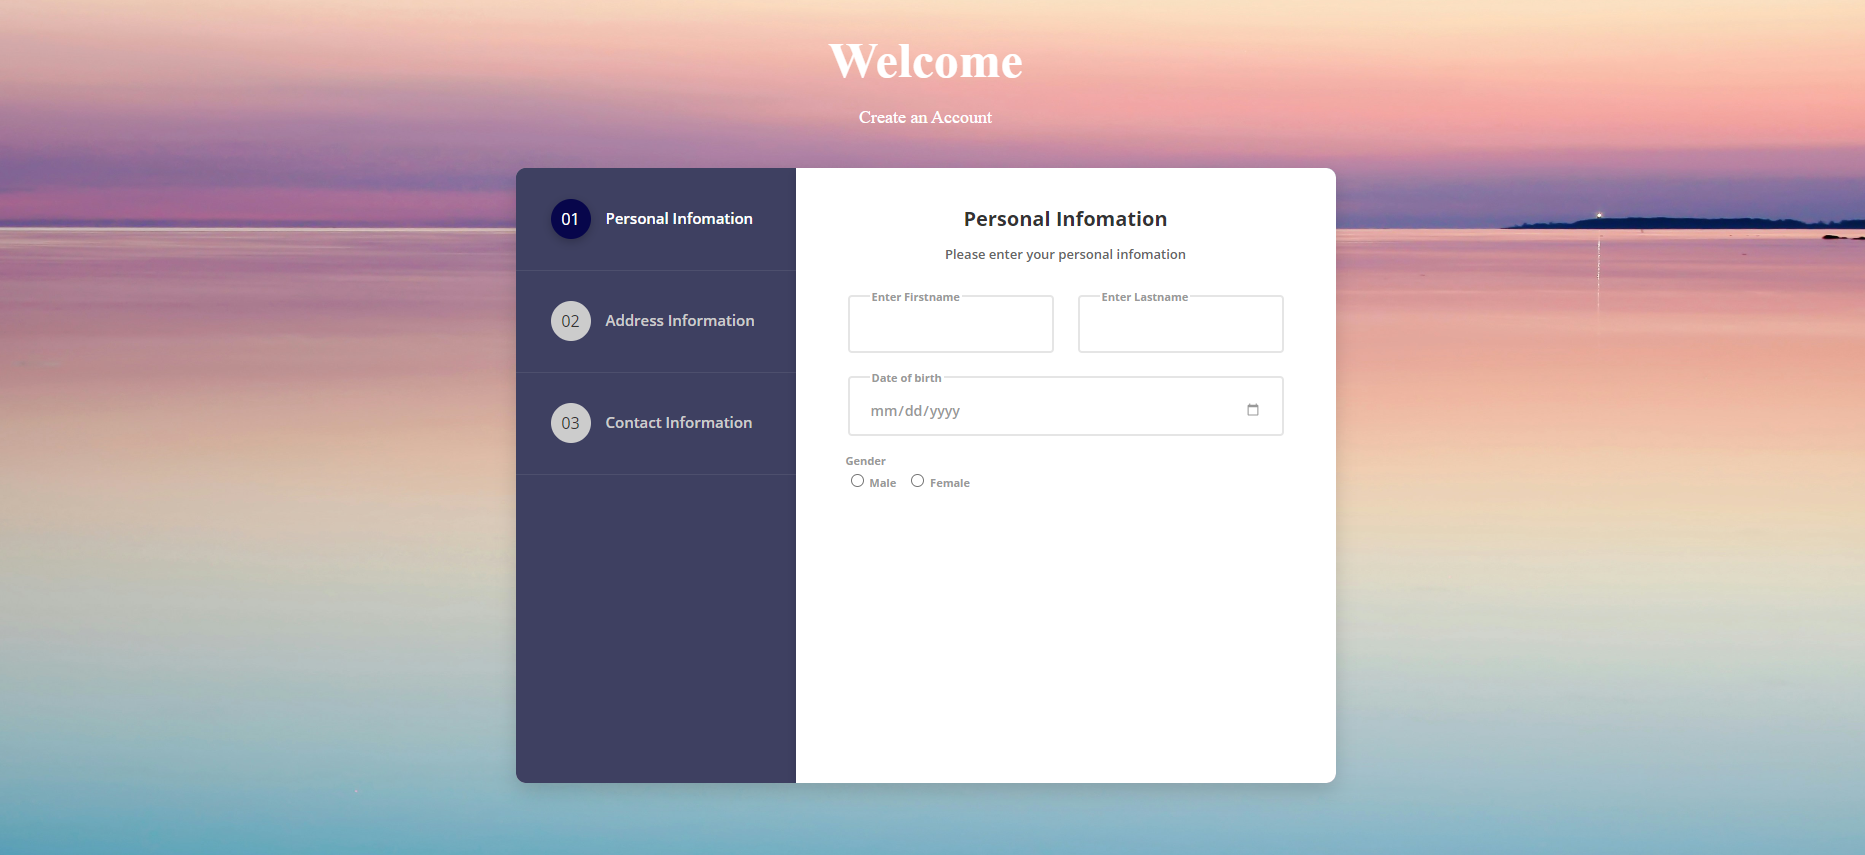 Welcome
Create an Account
01 Personal Infomation
02 Address Information
03 Contact Information
Personal Infomation
Please enter your personal infomation
Enter Firstname Enter Lastname
Date of birth
mm/dd/yyyy
Gender
Male Female